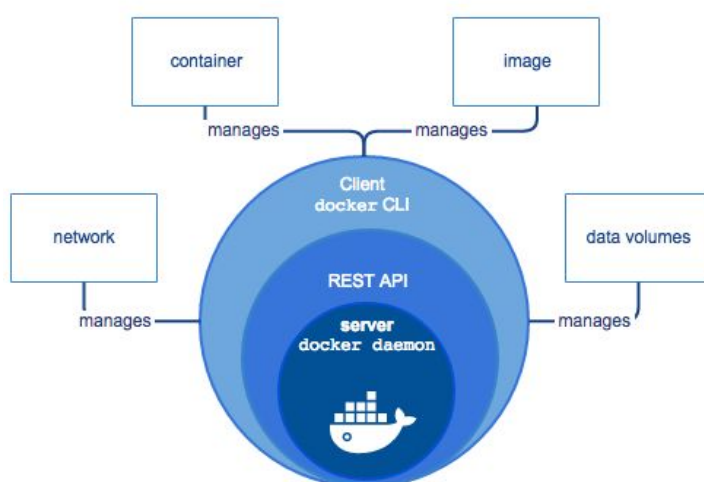 container
image
manages
manages
Client
docker CLI
network
data volumes
REST API
manages
manages
server
docker daemon